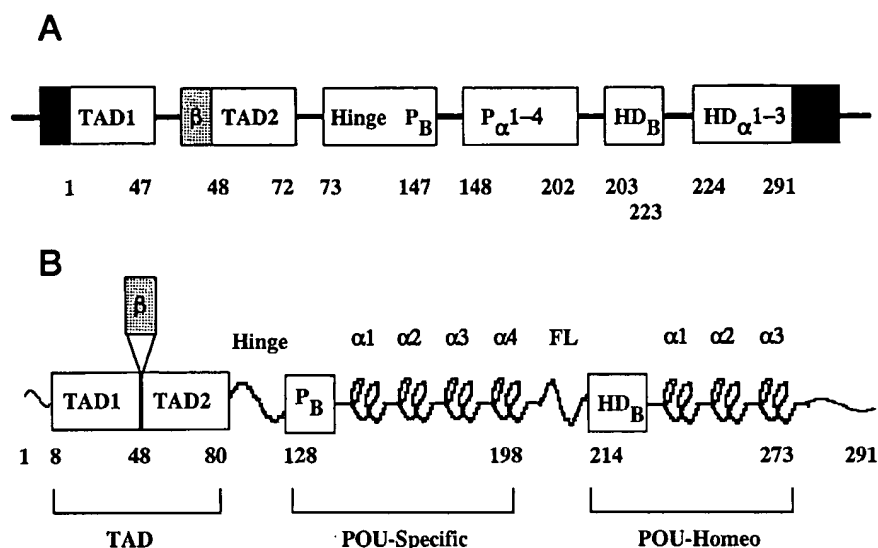 A
TAD1 β TAD2 Hinge P_B P_α1–4 HD_B HD_α1–3
1 47 48 72 73 147 148 202 203 224 291
223
B
β
Hinge α1 α2 α3 α4 FL α1 α2 α3
TAD1 TAD2 P_B HD_B
1 8 48 80 128 198 214 273 291
TAD POU-Specific POU-Homeo